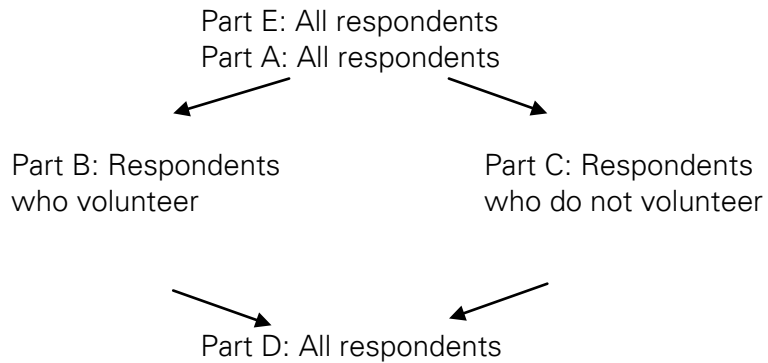 Part E: All respondents
Part A: All respondents
Part B: Respondents
who volunteer
Part C: Respondents
who do not volunteer
Part D: All respondents